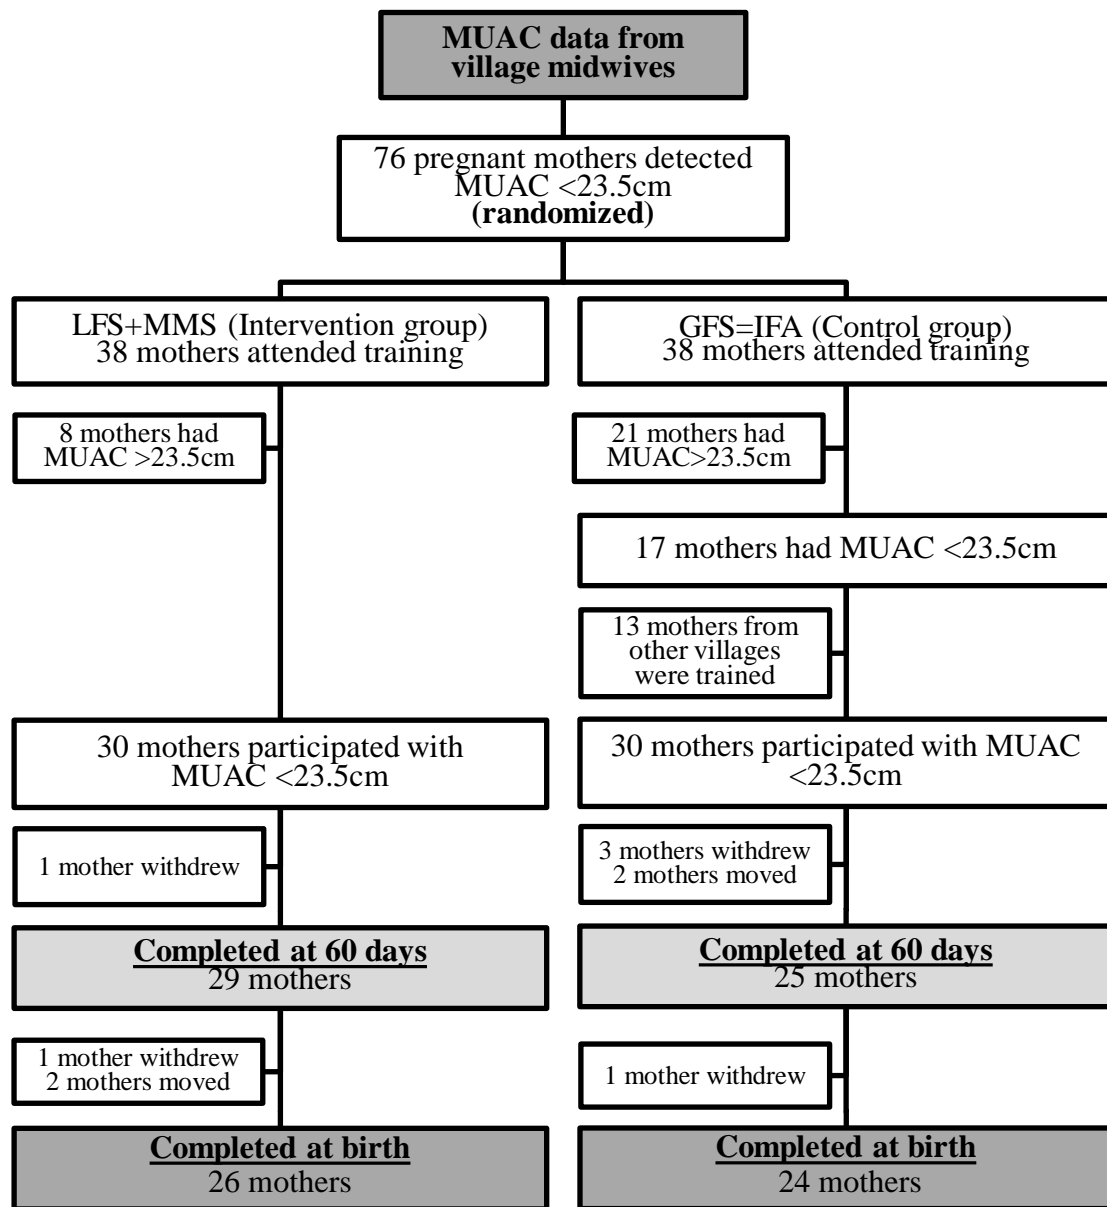 MUAC data from
village midwives
76 pregnant mothers detected
MUAC <23.5cm
(randomized)
LFS+MMS (Intervention group)
38 mothers attended training
GFS=IFA (Control group)
38 mothers attended training
8 mothers had
MUAC >23.5cm
21 mothers had
MUAC>23.5cm
17 mothers had MUAC <23.5cm
13 mothers from
other villages
were trained
30 mothers participated with
MUAC <23.5cm
30 mothers participated with MUAC
<23.5cm
1 mother withdrew
3 mothers withdrew
2 mothers moved
Completed at 60 days
29 mothers
Completed at 60 days
25 mothers
1 mother withdrew
2 mothers moved
1 mother withdrew
Completed at birth
26 mothers
Completed at birth
24 mothers